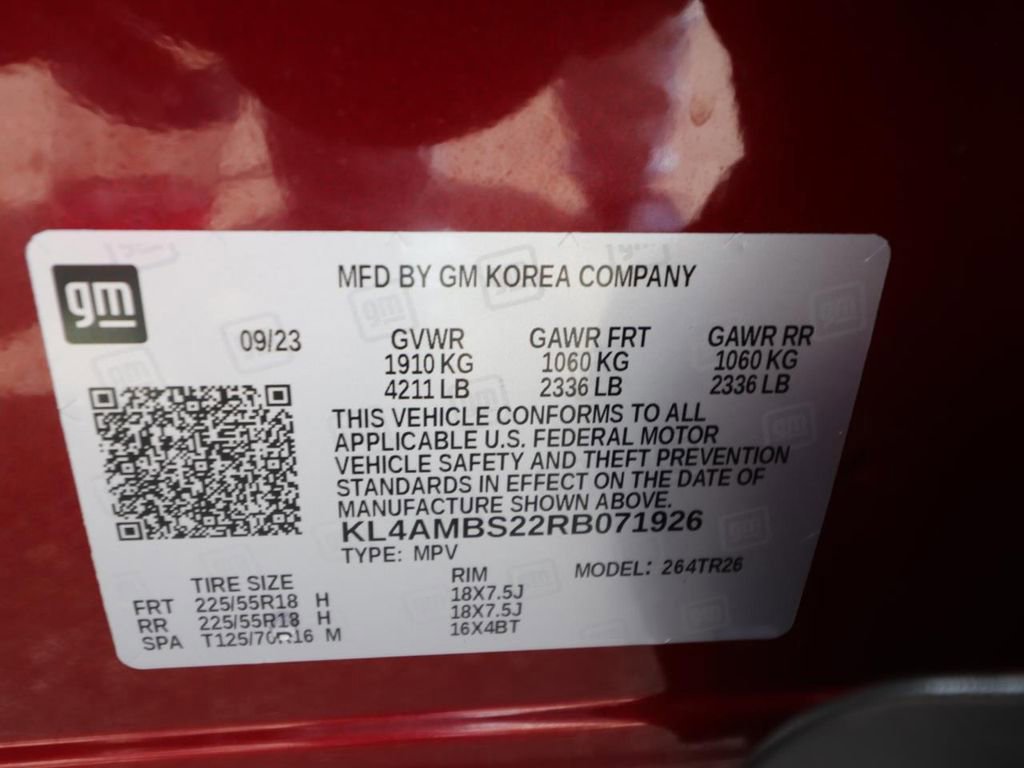 gm
MFD BY GM KOREA COMPANY
09/23
GVWR GAWR FRT GAWR RR
1910 KG 1060 KG 1060 KG
4211 LB 2336 LB 2336 LB
THIS VEHICLE CONFORMS TO ALL
APPLICABLE U.S. FEDERAL MOTOR
VEHICLE SAFETY AND THEFT PREVENTION
STANDARDS IN EFFECT ON THE DATE OF
MANUFACTURE SHOWN ABOVE.
KL4AMBS22RB071926
TYPE: MPV MODEL: 264TR26
TIRE SIZE RIM
FRT 225/55R18 H 18X7.5J
RR 225/55R18 H 18X7.5J
SPA T125/70R16 M 16X4BT